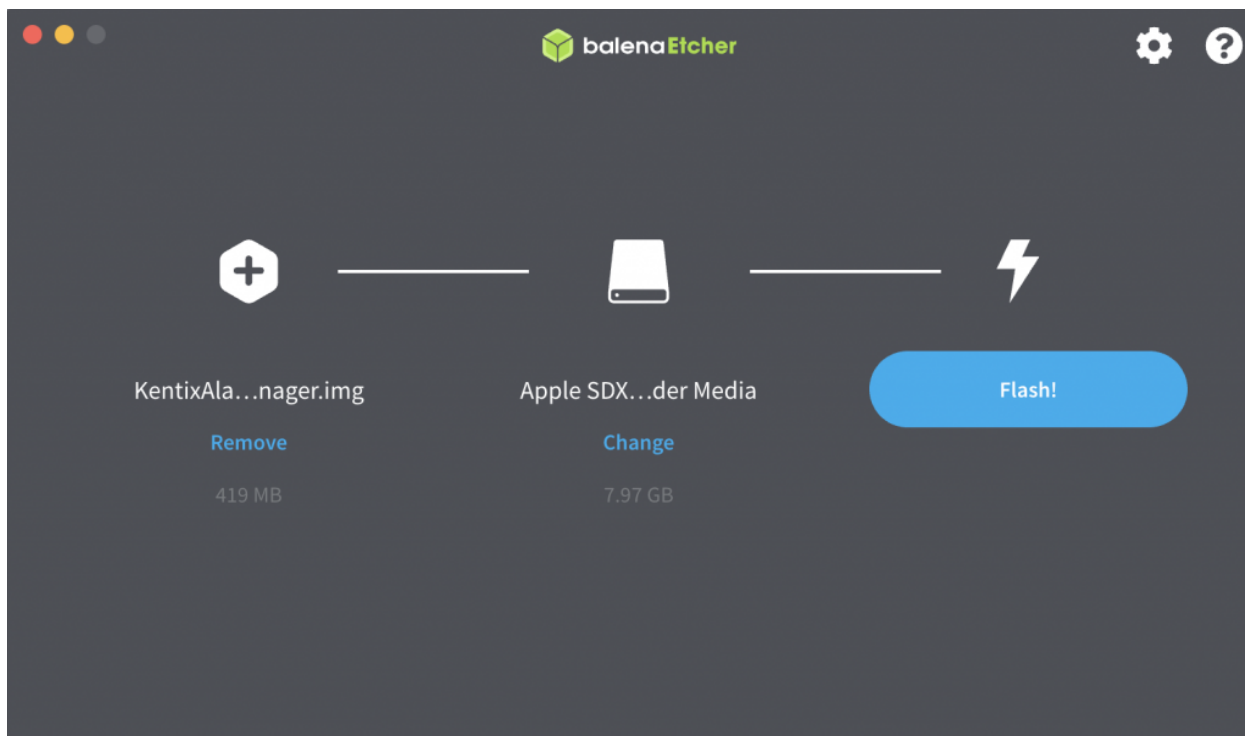 balenaEtcher
KentixAla...nager.img
Apple SDX...der Media
Flash!
Remove
Change
419 MB
7.97 GB